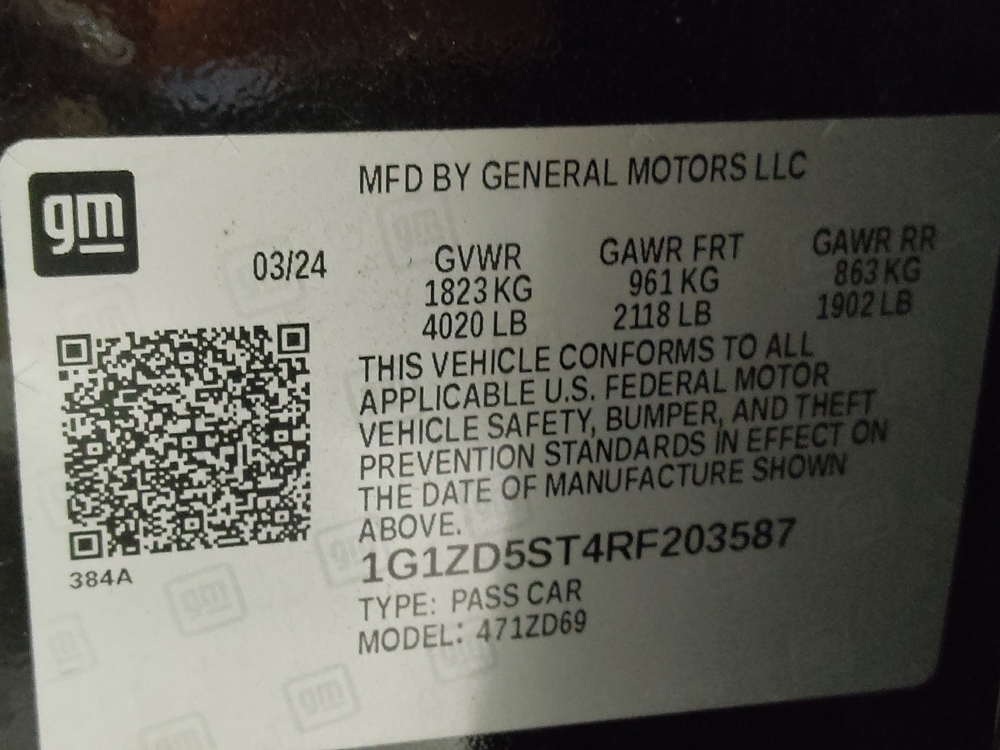 gm
MFD BY GENERAL MOTORS LLC
03/24
GVWR GAWR FRT GAWR RR
1823 KG 961 KG 863 KG
4020 LB 2118 LB 1902 LB
THIS VEHICLE CONFORMS TO ALL
APPLICABLE U.S. FEDERAL MOTOR
VEHICLE SAFETY, BUMPER, AND THEFT
PREVENTION STANDARDS IN EFFECT ON
THE DATE OF MANUFACTURE SHOWN
ABOVE.
1G1ZD5ST4RF203587
384A
TYPE: PASS CAR
MODEL: 471ZD69